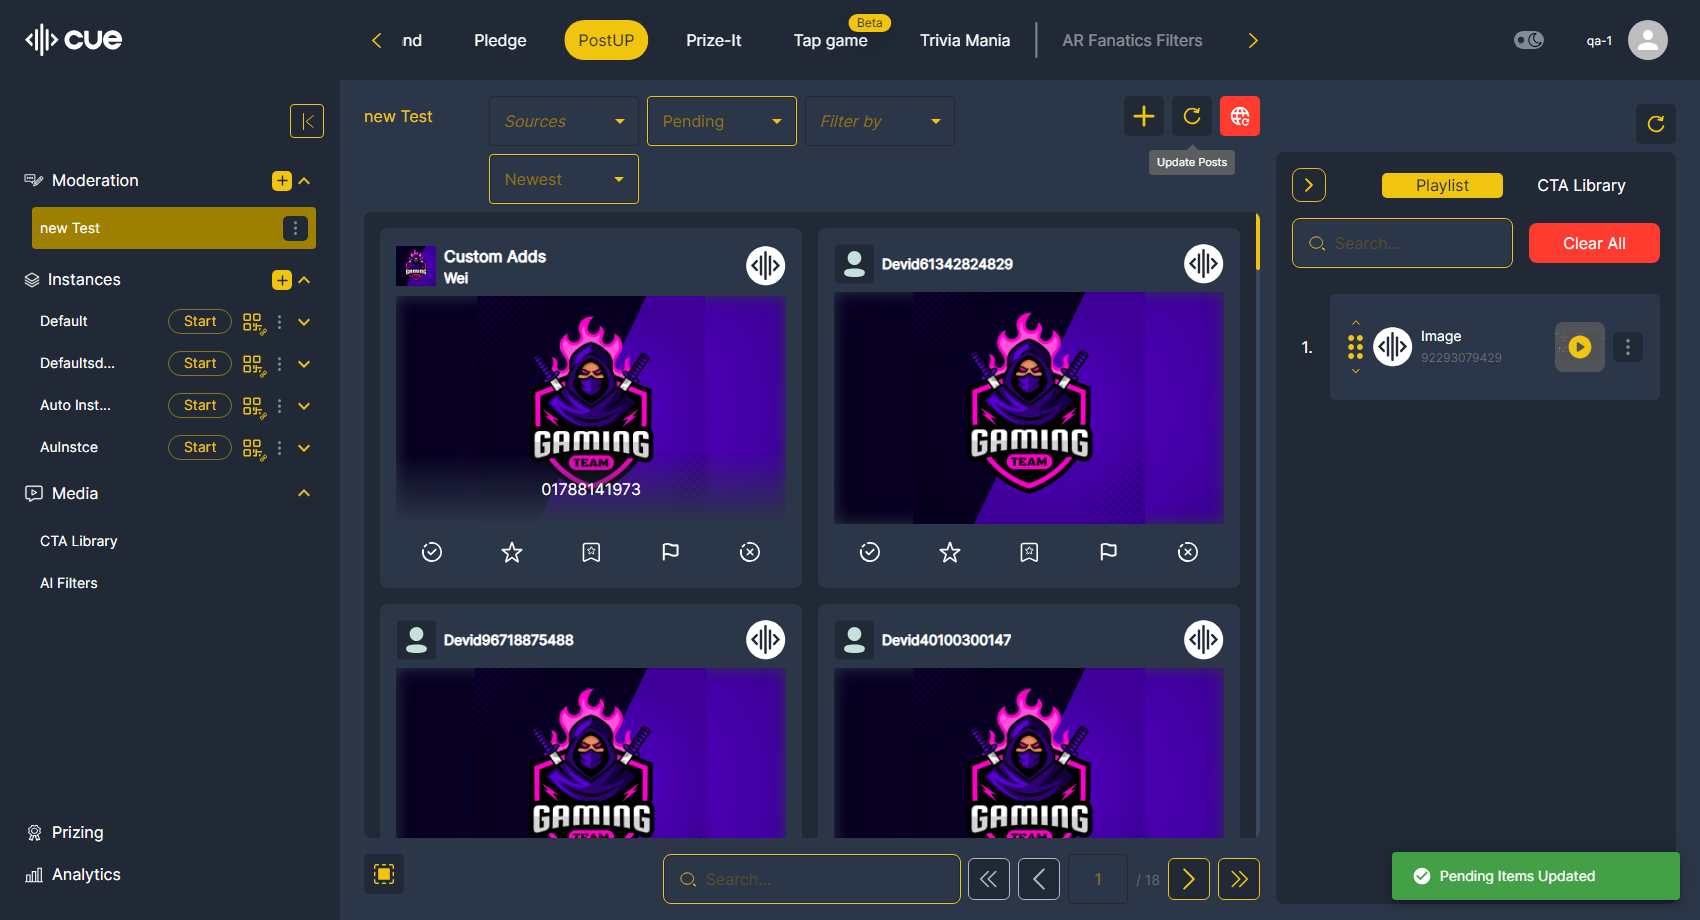 cue
nd
Pledge
PostUP
Prize-It
Tap game
Beta
Trivia Mania
AR Fanatics Filters
qa-1
Moderation
new Test
Instances
Default
Start
Defaultsd...
Start
Auto Inst...
Start
AuInstce
Start
Media
CTA Library
AI Filters
Prizing
Analytics
new Test
Sources
Pending
Filter by
Newest
Update Posts
Custom Adds
Wei
GAMING
TEAM
01788141973
Devid61342824829
GAMING
TEAM
Devid96718875488
GAMING
TEAM
Devid40100300147
GAMING
TEAM
Search...
1
/ 18
Playlist
CTA Library
Search...
Clear All
1.
Image
92293079429
Pending Items Updated